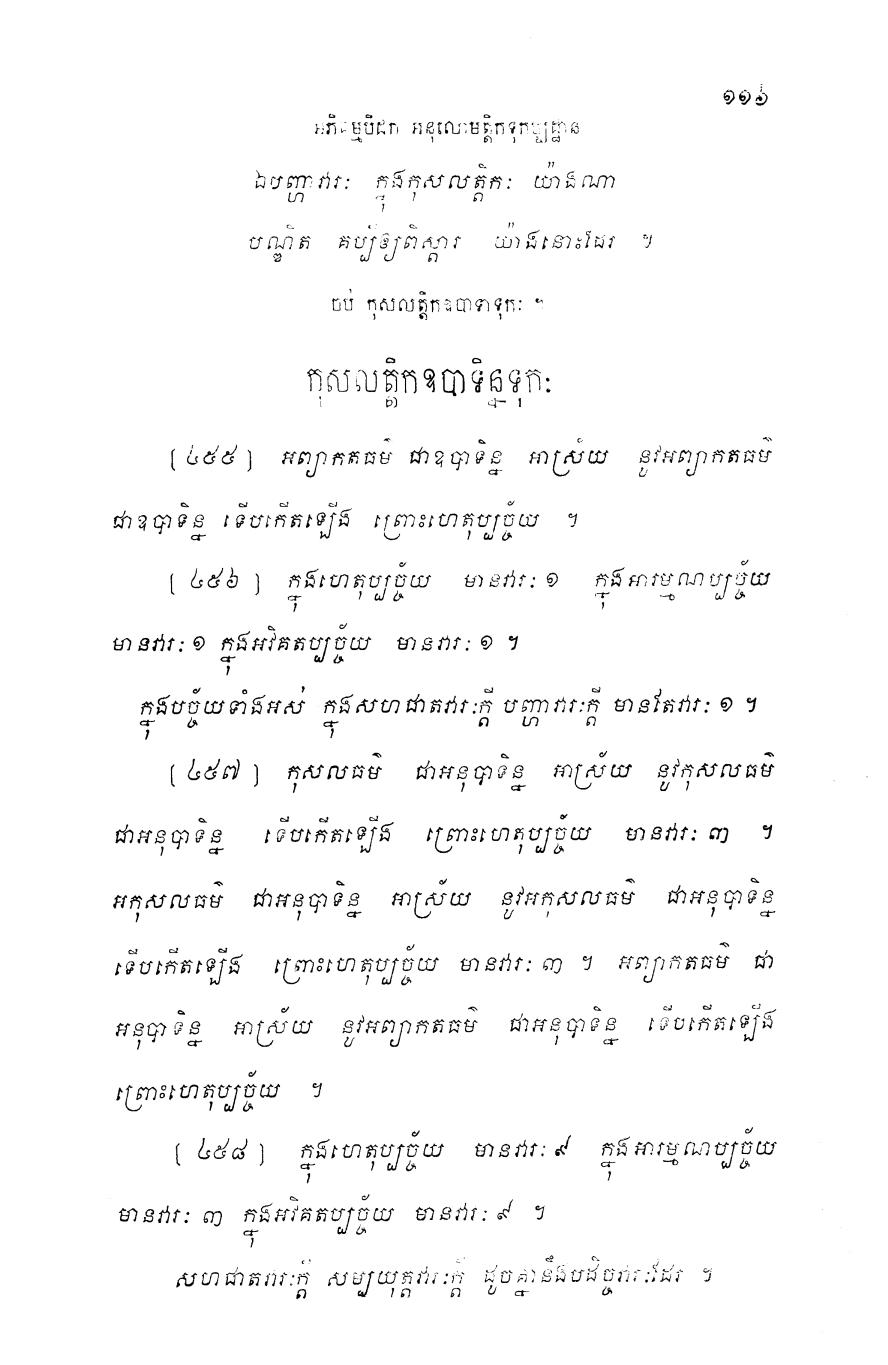 ១១៦
អភិធម្មបិដក អនុលោមត្តិកទុកប្បដ្ឋាន
ឯបញ្ហាវារៈ ក្នុងកុសលត្តិកៈ យ៉ាងណា
បណ្ឌិត គប្បីឲ្យពិស្តារ យ៉ាងនោះដែរ ។
ចប់ កុសលត្តិកឧបាទាទុកៈ ។
កុសលត្តិកឧបាទិន្នទុកៈ
[ ៤៥៥ ] អព្យាកតធម៌ ជាឧបាទិន្ន អាស្រ័យ នូវអព្យាកតធម៌
ជាឧបាទិន្ន ទើបកើតឡើង ព្រោះហេតុប្បច្ច័យ ។
[ ៤៥៦ ] ក្នុងហេតុប្បច្ច័យ មានវារៈ ១ ក្នុងអារម្មណប្បច្ច័យ
មានវារៈ ១ ក្នុងអវិគតប្បច្ច័យ មានវារៈ ១ ។
ក្នុងបច្ច័យទាំងអស់ ក្នុងសហជាតវារៈក្តី បញ្ហាវារៈក្តី មានតែវារៈ ១ ។
[ ៤៥៧ ] កុសលធម៌ ជាអនុបាទិន្ន អាស្រ័យ នូវកុសលធម៌
ជាអនុបាទិន្ន ទើបកើតឡើង ព្រោះហេតុប្បច្ច័យ មានវារៈ ៣ ។
អកុសលធម៌ ជាអនុបាទិន្ន អាស្រ័យ នូវអកុសលធម៌ ជាអនុបាទិន្ន
ទើបកើតឡើង ព្រោះហេតុប្បច្ច័យ មានវារៈ ៣ ។ អព្យាកតធម៌ ជា
អនុបាទិន្ន អាស្រ័យ នូវអព្យាកតធម៌ ជាអនុបាទិន្ន ទើបកើតឡើង
ព្រោះហេតុប្បច្ច័យ ។
[ ៤៥៨ ] ក្នុងហេតុប្បច្ច័យ មានវារៈ ៩ ក្នុងអារម្មណប្បច្ច័យ
មានវារៈ ៣ ក្នុងអវិគតប្បច្ច័យ មានវារៈ ៩ ។
សហជាតវារៈក្តី សម្បយុត្តវារៈក្តី ដូចគ្នានឹងបដិច្ចវារៈដែរ ។